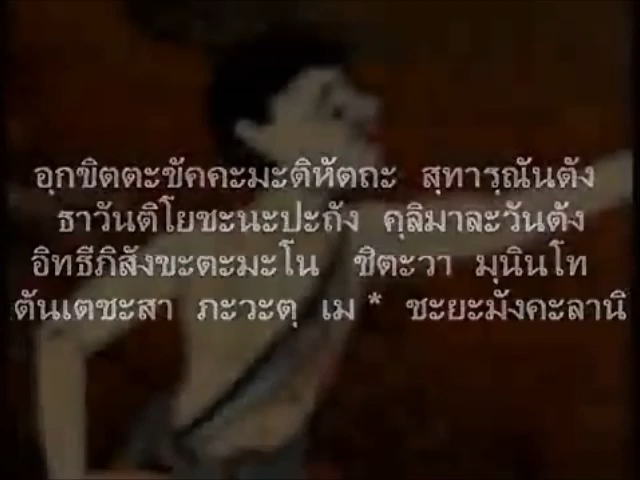 อุกขิตตะขัคคะมะติหัตถะ สุทารุณันตัง
ธาวันติโยชะนะปะถัง คุลิมาละวันตัง
อิทธีภิสังขะตะมะโน ชิตะวา มุนินโท
ตันเตชะสา ภะวะตุ เม * ชะยะมังคะลานิ